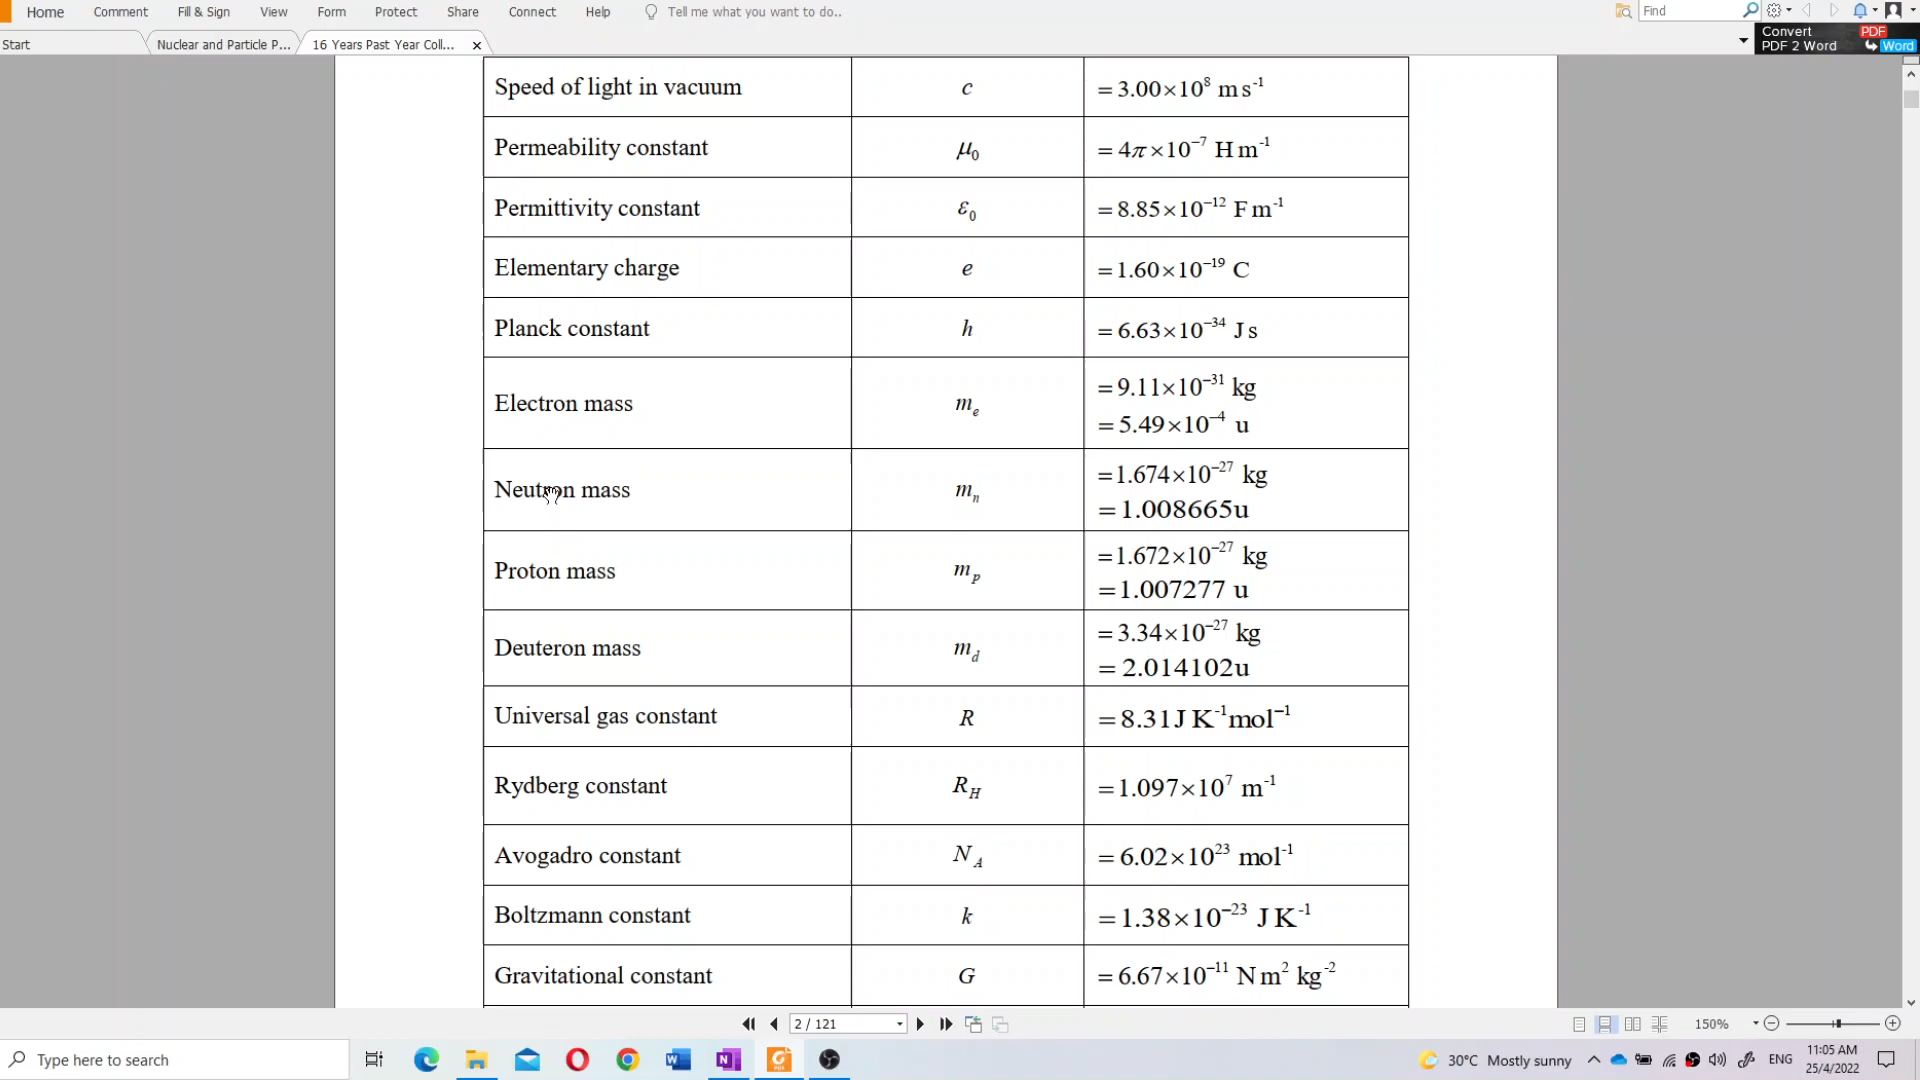 Home Comment Fill & Sign View Form Protect Share Connect Help Tell me what you want to do.. Find
Start Nuclear and Particle P... 16 Years Past Year Coll... × Convert PDF 2 Word PDF Word
Speed of light in vacuum c = 3.00×10⁸ m s⁻¹
Permeability constant μ₀ = 4π×10⁻⁷ H m⁻¹
Permittivity constant ε₀ = 8.85×10⁻¹² F m⁻¹
Elementary charge e = 1.60×10⁻¹⁹ C
Planck constant h = 6.63×10⁻³⁴ J s
Electron mass mₑ = 9.11×10⁻³¹ kg
= 5.49×10⁻⁴ u
Neutron mass mₙ = 1.674×10⁻²⁷ kg
= 1.008665u
Proton mass mₚ = 1.672×10⁻²⁷ kg
= 1.007277 u
Deuteron mass m_d = 3.34×10⁻²⁷ kg
= 2.014102u
Universal gas constant R = 8.31J K⁻¹mol⁻¹
Rydberg constant R_H = 1.097×10⁷ m⁻¹
Avogadro constant N_A = 6.02×10²³ mol⁻¹
Boltzmann constant k = 1.38×10⁻²³ J K⁻¹
Gravitational constant G = 6.67×10⁻¹¹ N m² kg⁻²
2 / 121 150%
Type here to search 30°C Mostly sunny ENG 11:05 AM
25/4/2022